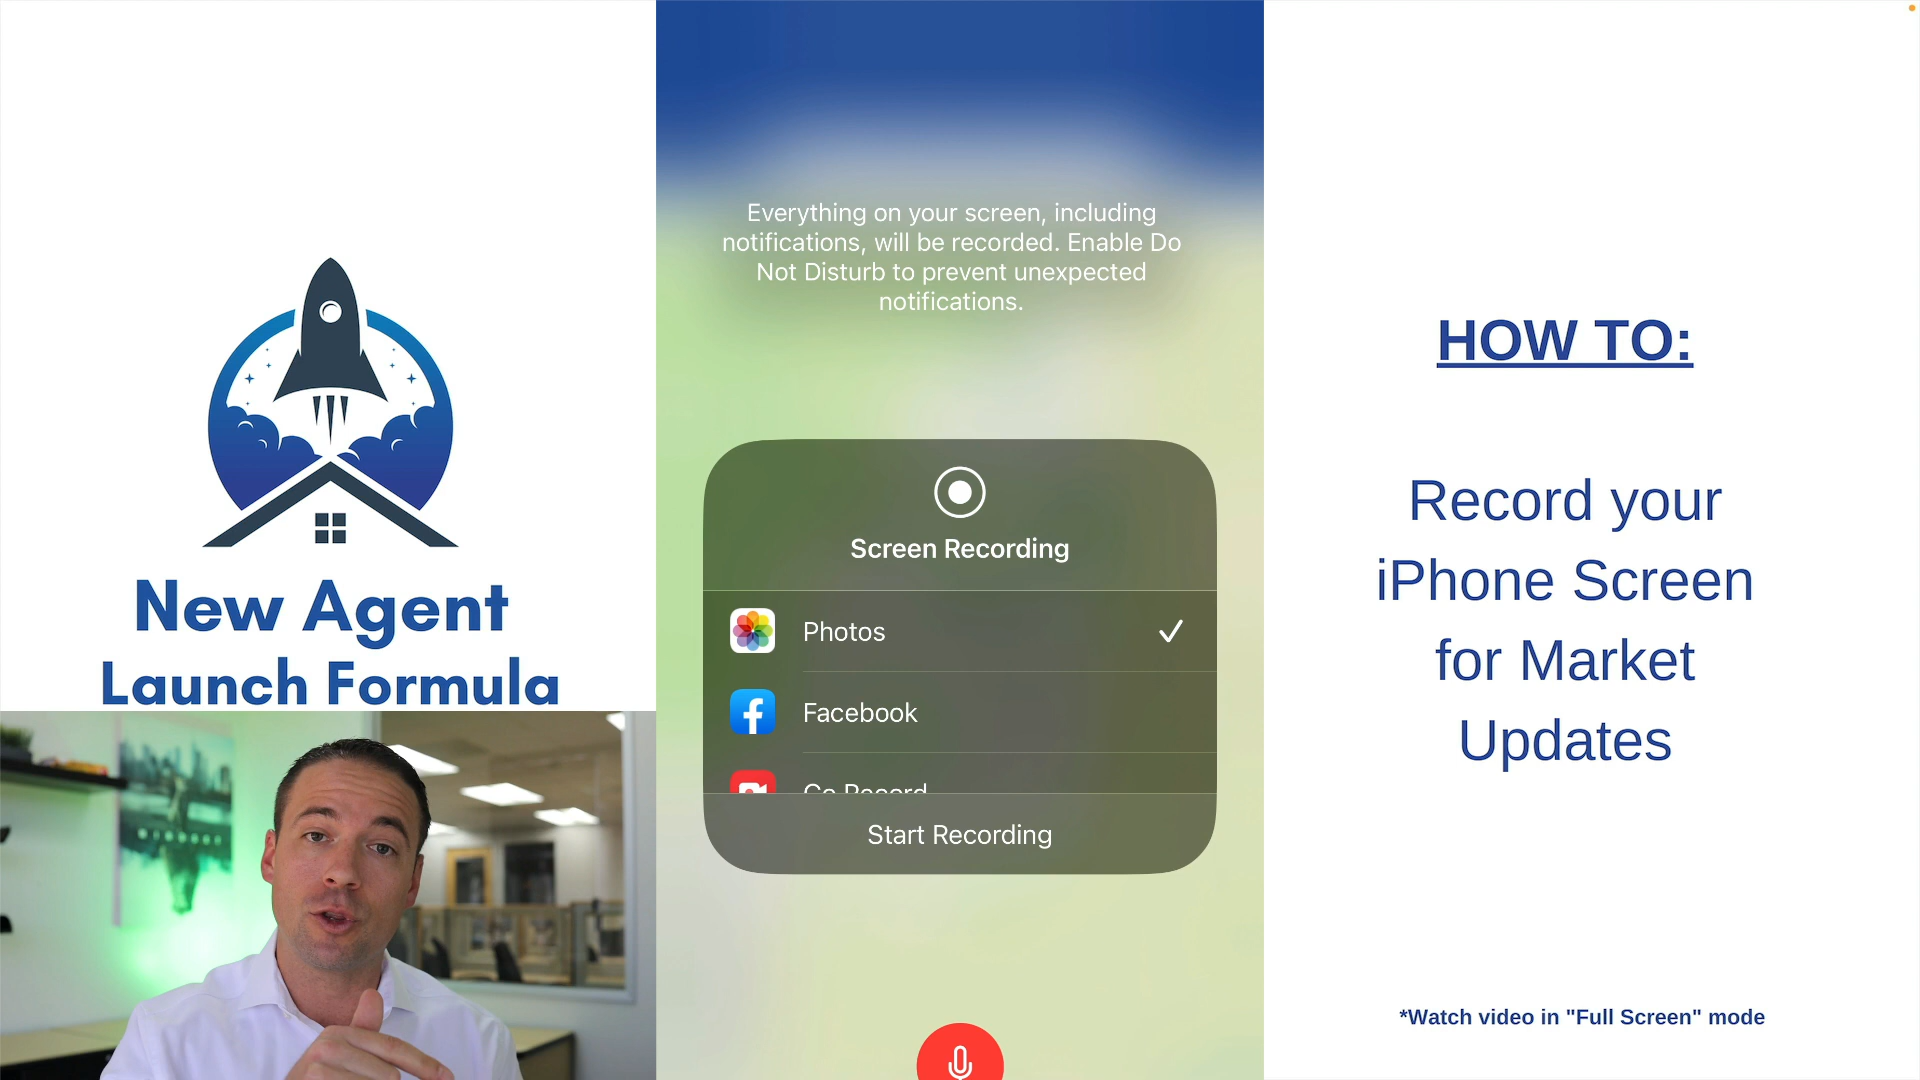 New Agent
Launch Formula
Everything on your screen, including
notifications, will be recorded. Enable Do
Not Disturb to prevent unexpected
notifications.
Screen Recording
Photos
Facebook
Go Record
Start Recording
HOW TO:
Record your
iPhone Screen
for Market
Updates
*Watch video in "Full Screen" mode